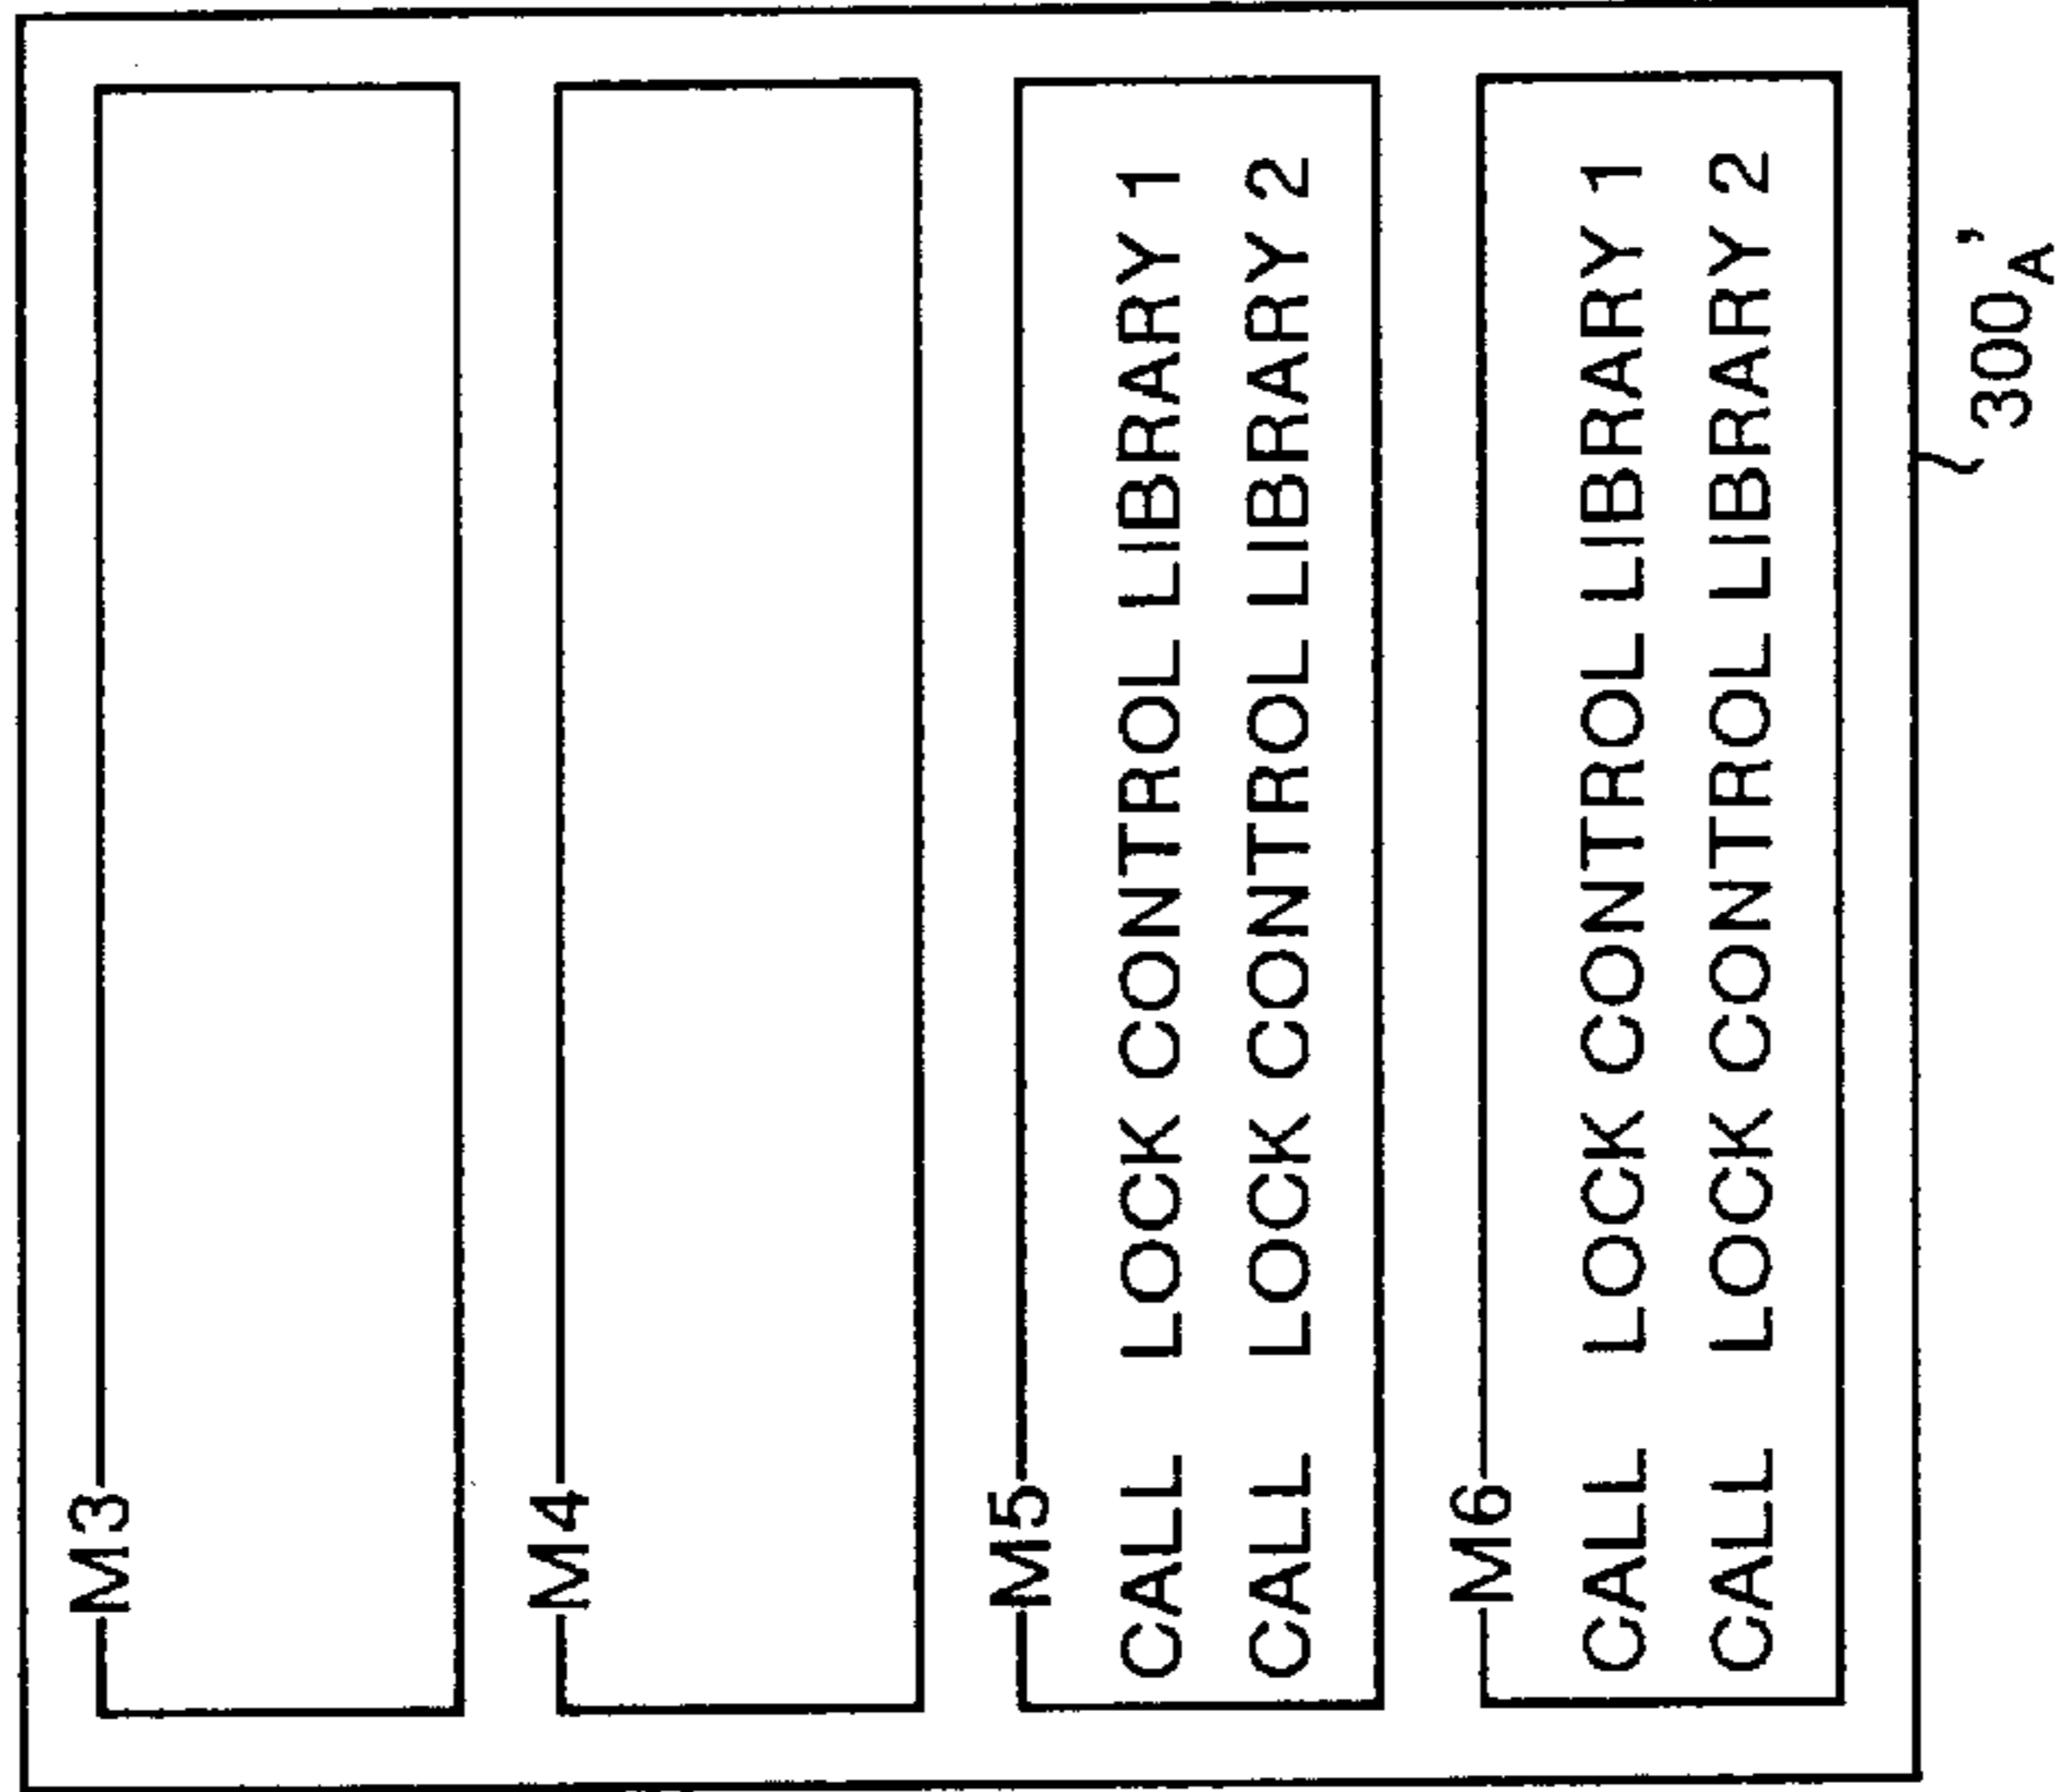 M3
M4
M5
CALL LOCK CONTROL LIBRARY 1
CALL LOCK CONTROL LIBRARY 2
M6
CALL LOCK CONTROL LIBRARY 1
CALL LOCK CONTROL LIBRARY 2
300A'